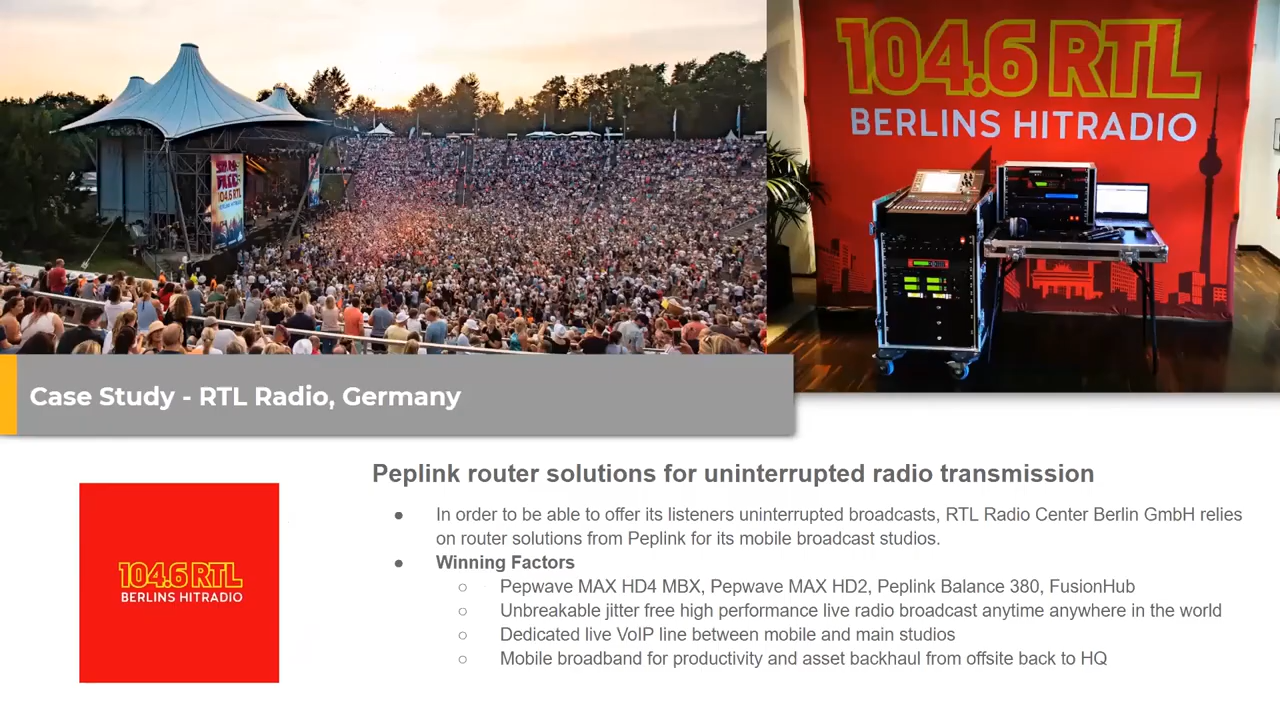 104.6 RTL
BERLINS HITRADIO
104.6 RTL
Case Study - RTL Radio, Germany
Peplink router solutions for uninterrupted radio transmission
● In order to be able to offer its listeners uninterrupted broadcasts, RTL Radio Center Berlin GmbH relies
on router solutions from Peplink for its mobile broadcast studios.
● Winning Factors
○ Pepwave MAX HD4 MBX, Pepwave MAX HD2, Peplink Balance 380, FusionHub
○ Unbreakable jitter free high performance live radio broadcast anytime anywhere in the world
○ Dedicated live VoIP line between mobile and main studios
○ Mobile broadband for productivity and asset backhaul from offsite back to HQ
104.6 RTL
BERLINS HITRADIO